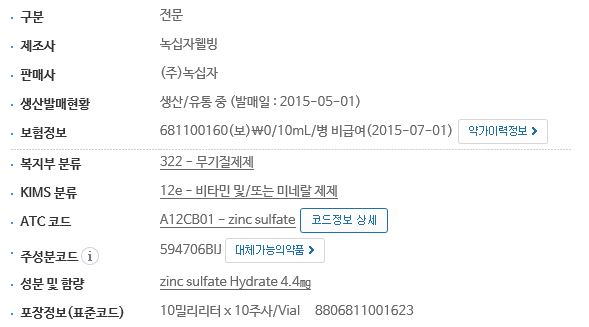 구분 전문
제조사 녹십자웰빙
판매사 (주)녹십자
생산발매현황 생산/유통 중 (발매일 : 2015-05-01)
보험정보 681100160(보)₩0/10mL/병 비급여(2015-07-01) 약가이력정보 >
복지부 분류 322 - 무기질제제
KIMS 분류 12e - 비타민 및/또는 미네랄 제제
ATC 코드 A12CB01 - zinc sulfate 코드정보 상세
주성분코드 i 594706BIJ 대체가능의약품 >
성분 및 함량 zinc sulfate Hydrate 4.4㎎
포장정보(표준코드) 10밀리리터 x 10주사/Vial 8806811001623